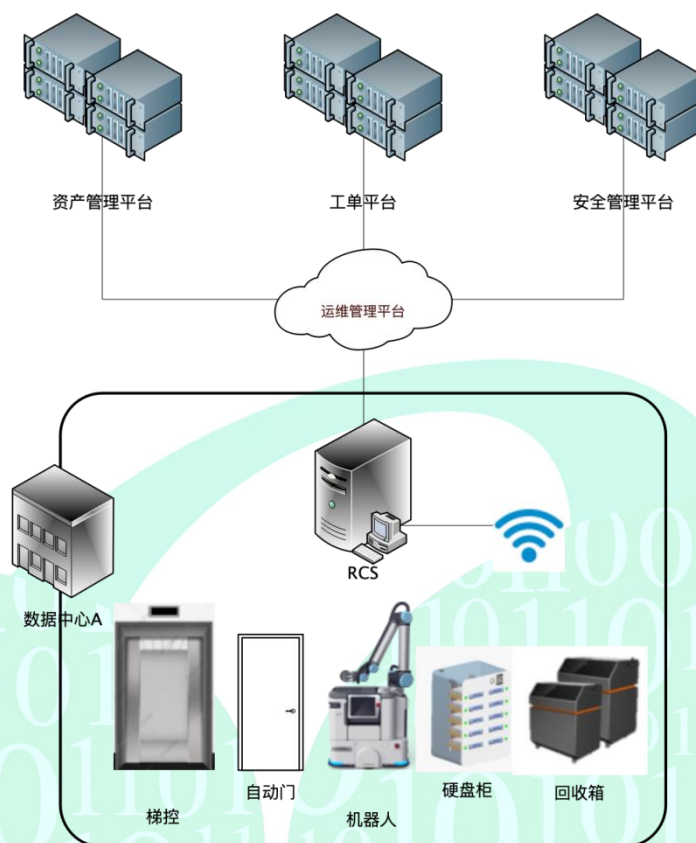 资产管理平台
工单平台
安全管理平台
运维管理平台
RCS
数据中心A
梯控
自动门
机器人
硬盘柜
回收箱